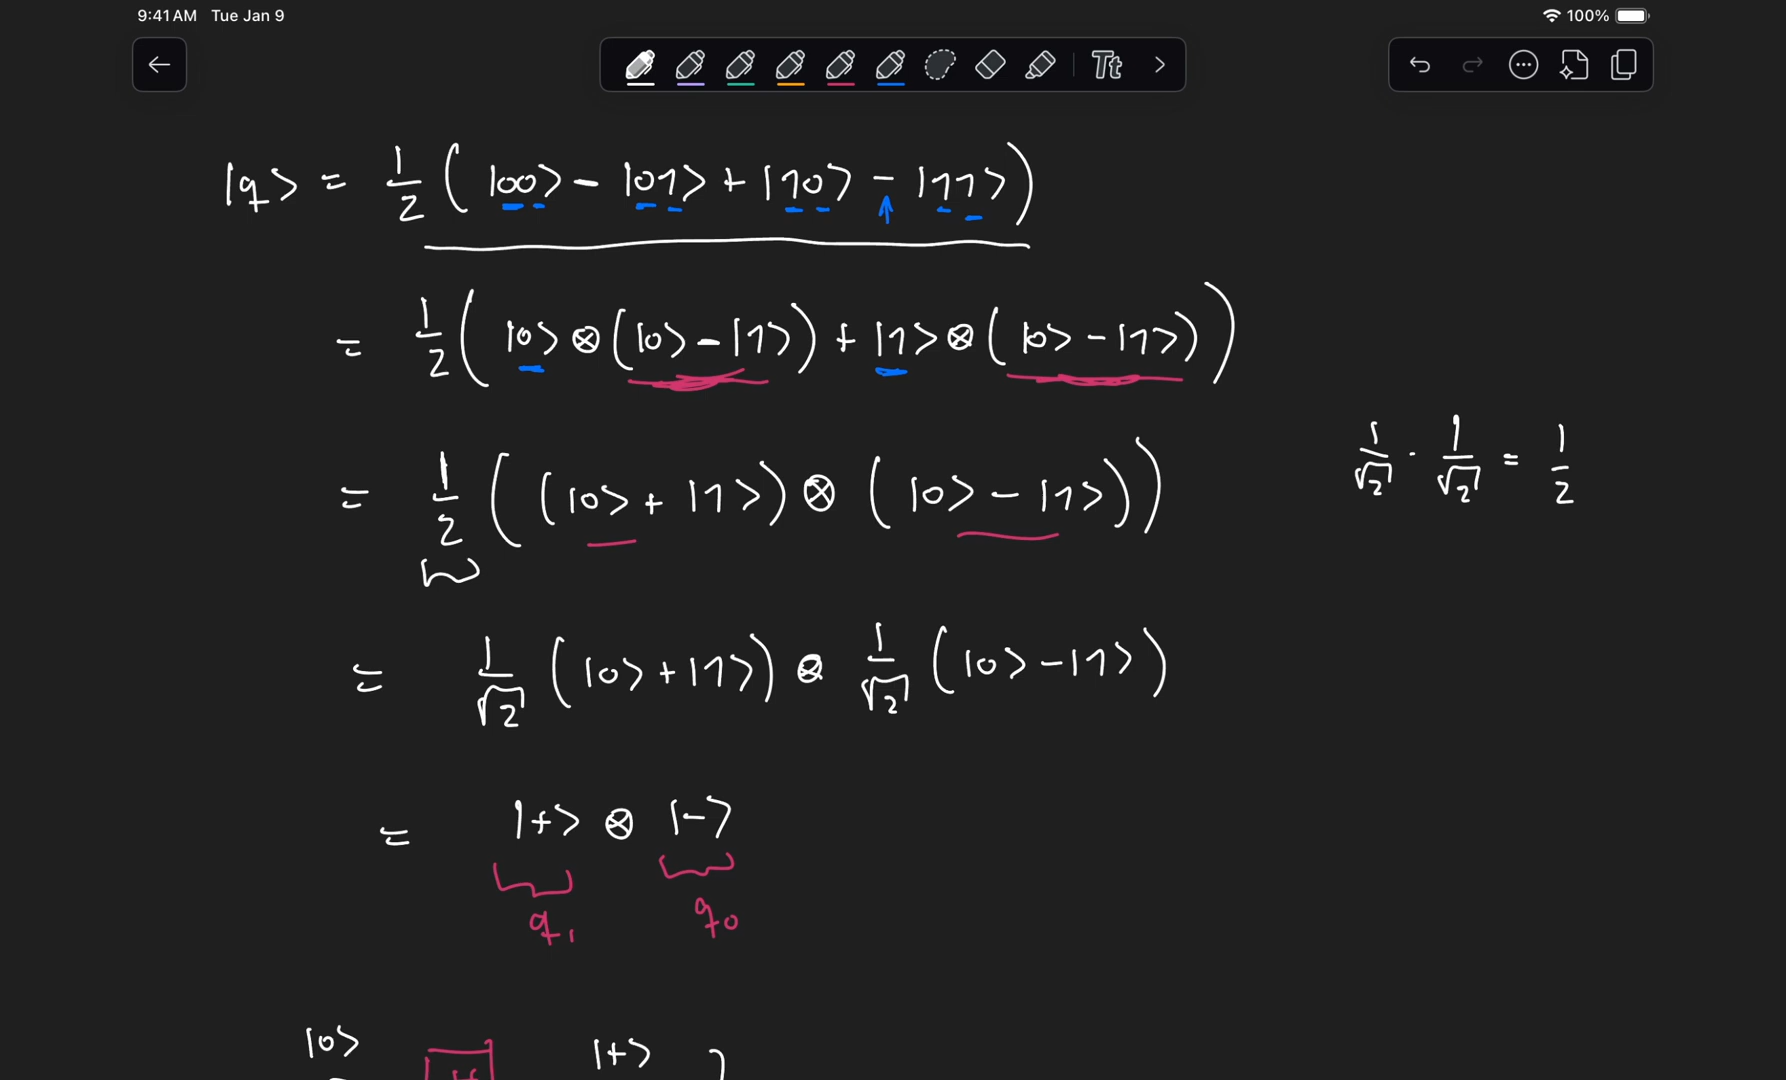 9:41 AM Tue Jan 9
100%
Tt
|q⟩ = 1/2 ( |00⟩ − |01⟩ + |10⟩ − |11⟩ )
= 1/2 ( |0⟩ ⊗ ( |0⟩ − |1⟩ ) + |1⟩ ⊗ ( |0⟩ − |1⟩ ) )
1/√2 · 1/√2 = 1/2
= 1/2 ( ( |0⟩ + |1⟩ ) ⊗ ( |0⟩ − |1⟩ ) )
= 1/√2 ( |0⟩ + |1⟩ ) ⊗ 1/√2 ( |0⟩ − |1⟩ )
= |+⟩ ⊗ |−⟩
q₁ q₀
|0⟩ |+⟩